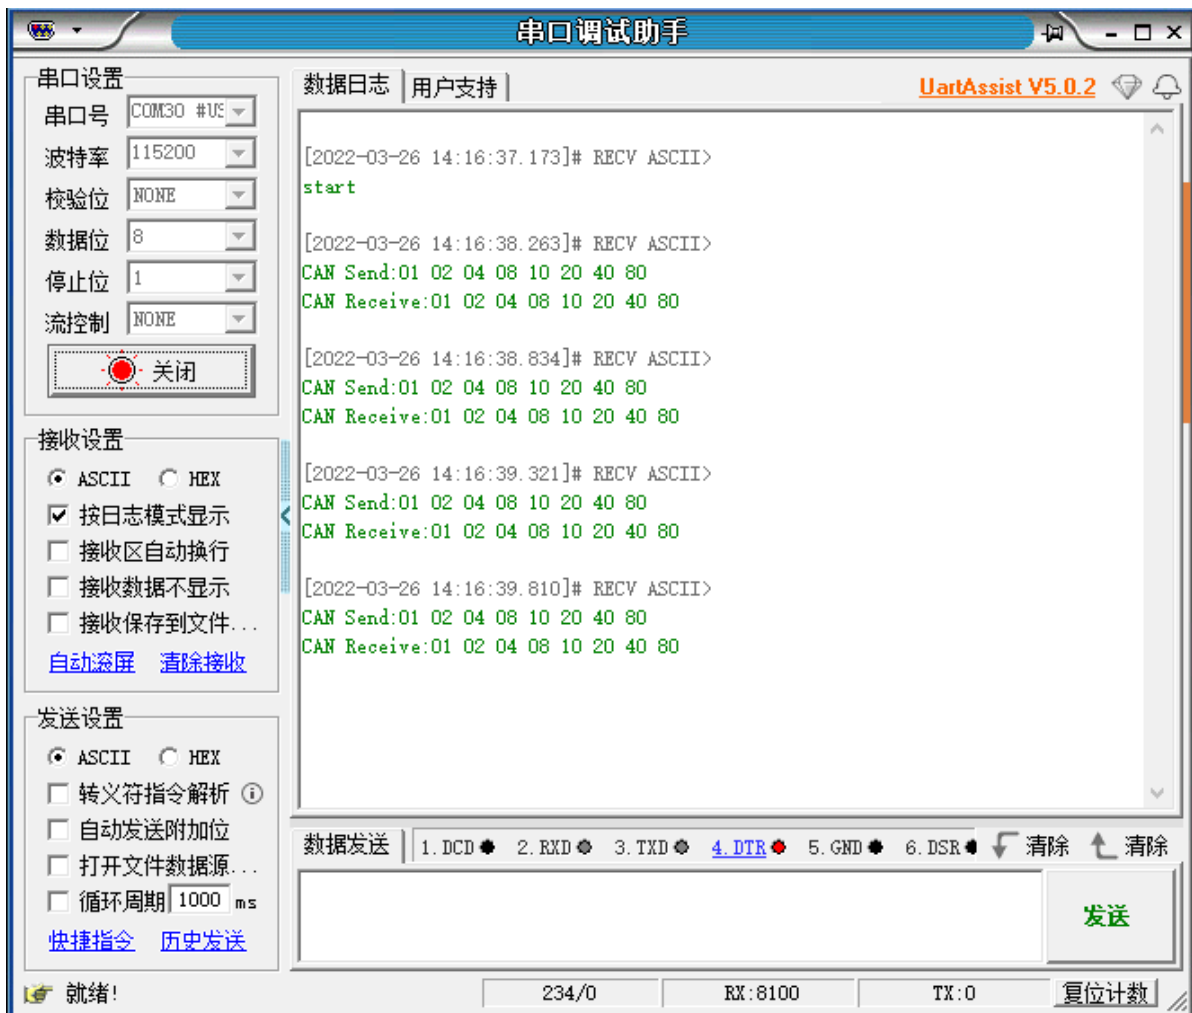 串口调试助手
串口设置
串口号 COM30 #US
波特率 115200
校验位 NONE
数据位 8
停止位 1
流控制 NONE
关闭
接收设置
ASCII HEX
按日志模式显示
接收区自动换行
接收数据不显示
接收保存到文件...
自动滚屏 清除接收
发送设置
ASCII HEX
转义符指令解析
自动发送附加位
打开文件数据源...
循环周期 1000 ms
快捷指令 历史发送
数据日志 用户支持 UartAssist V5.0.2
[2022-03-26 14:16:37.173]# RECV ASCII>
start
[2022-03-26 14:16:38.263]# RECV ASCII>
CAN Send:01 02 04 08 10 20 40 80
CAN Receive:01 02 04 08 10 20 40 80
[2022-03-26 14:16:38.834]# RECV ASCII>
CAN Send:01 02 04 08 10 20 40 80
CAN Receive:01 02 04 08 10 20 40 80
[2022-03-26 14:16:39.321]# RECV ASCII>
CAN Send:01 02 04 08 10 20 40 80
CAN Receive:01 02 04 08 10 20 40 80
[2022-03-26 14:16:39.810]# RECV ASCII>
CAN Send:01 02 04 08 10 20 40 80
CAN Receive:01 02 04 08 10 20 40 80
数据发送 1.DCD 2.RXD 3.TXD 4.DTR 5.GND 6.DSR 清除 清除
发送
就绪! 234/0 RX:8100 TX:0 复位计数